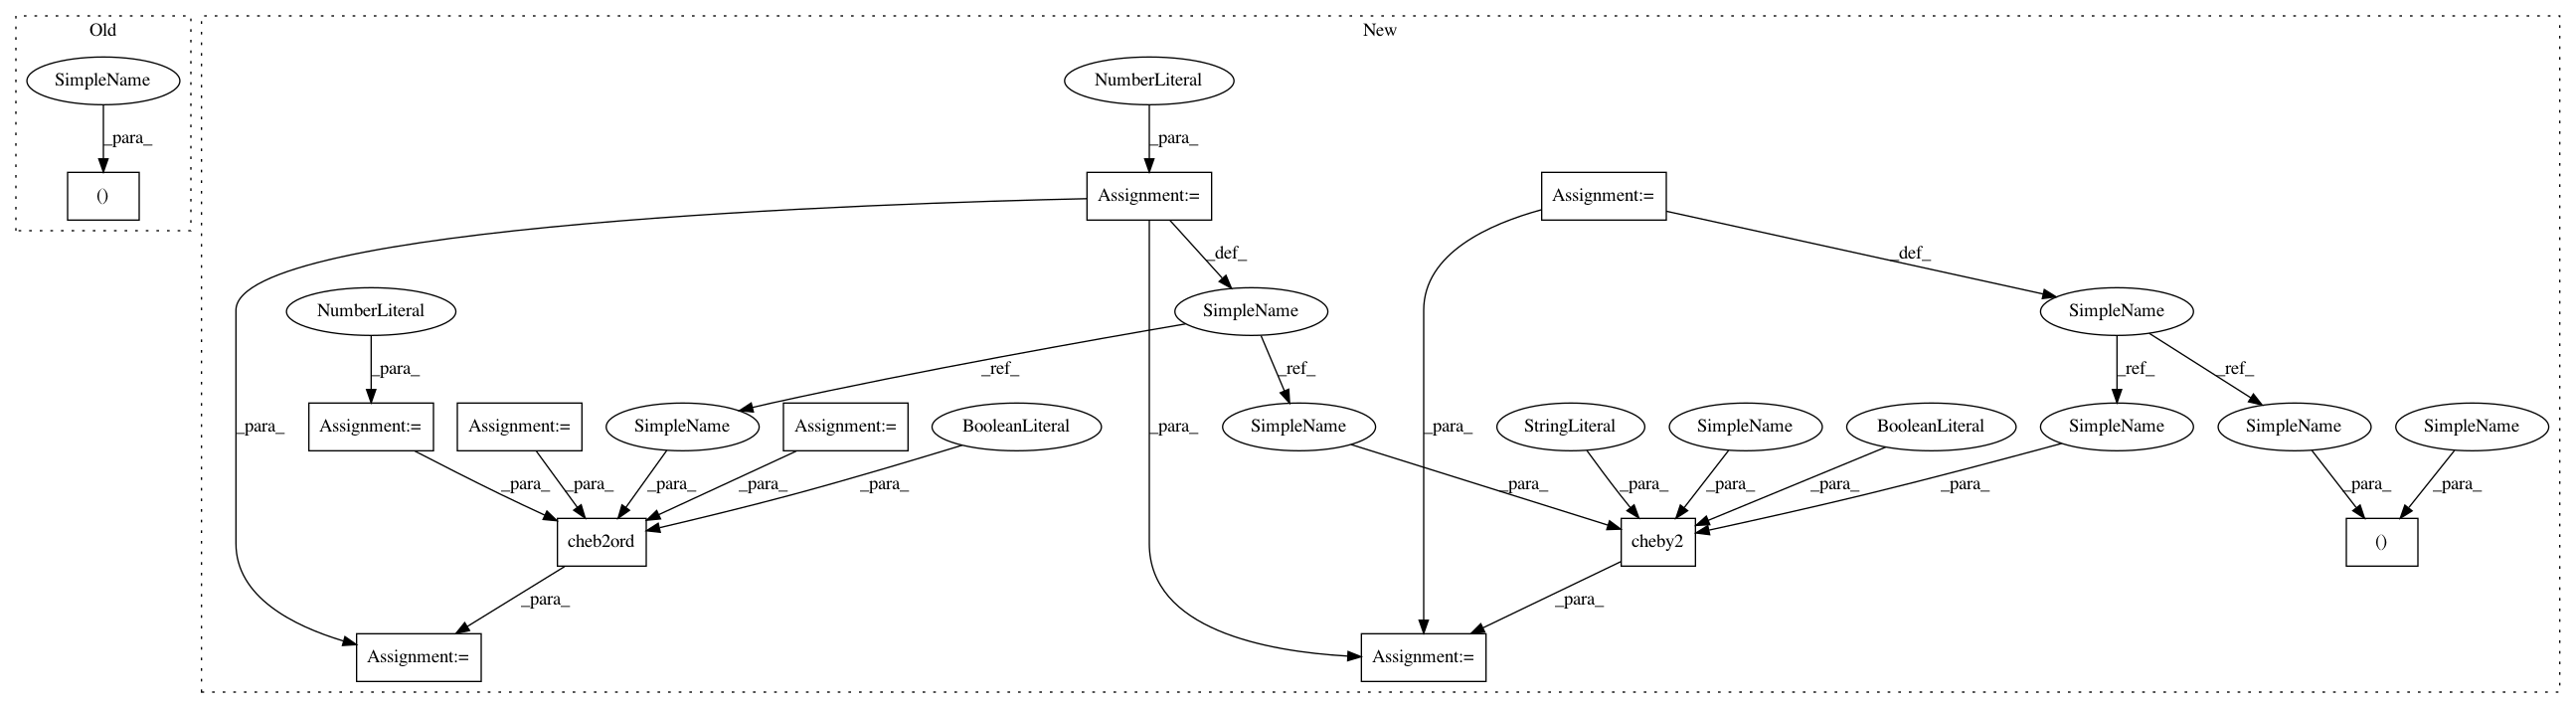 Old
New
SimpleName
NumberLiteral
_para_
_para_
()
Assignment:=
Assignment:=
_def_
_def_
NumberLiteral
SimpleName
SimpleName
_para_
_ref_
_ref_
_ref_
_ref_
_para_
Assignment:=
Assignment:=
SimpleName
Assignment:=
BooleanLiteral
_para_
SimpleName
_para_
StringLiteral
SimpleName
BooleanLiteral
SimpleName
SimpleName
SimpleName
_para_
_para_
_para_
_para_
_para_
_para_
_para_
_para_
_para_
_para_
_para_
_para_
cheb2ord
cheby2
()
_para_
_para_
Assignment:=
Assignment:=